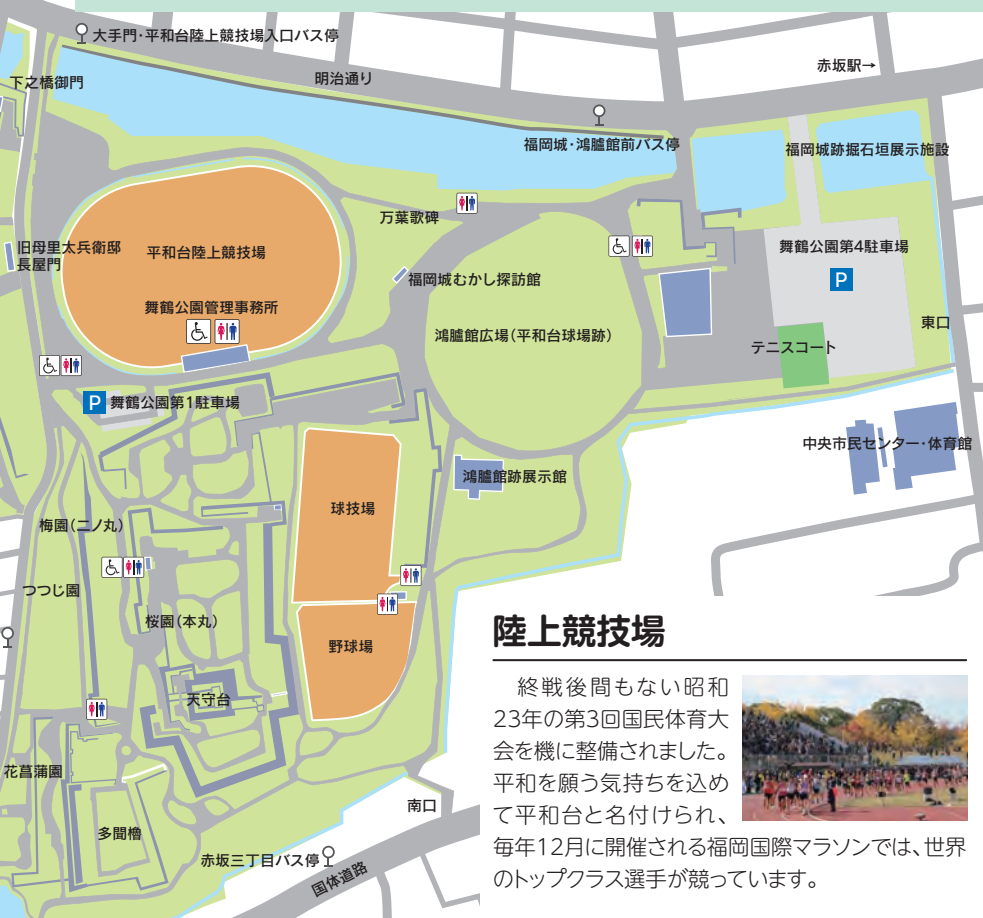 大手門・平和台陸上競技場入口バス停
赤坂駅→
明治通り
下之橋御門
福岡城・鴻臚館前バス停
福岡城跡掘石垣展示施設
万葉歌碑
旧母里太兵衛邸
長屋門
平和台陸上競技場
舞鶴公園第4駐車場
P
福岡城むかし探訪館
舞鶴公園管理事務所
東口
鴻臚館広場(平和台球場跡)
テニスコート
P 舞鶴公園第1駐車場
中央市民センター・体育館
鴻臚館跡展示館
球技場
梅園(二ノ丸)
つつじ園
桜園(本丸)
野球場
天守台
花菖蒲園
多聞櫓
南口
赤坂三丁目バス停
国体道路
陸上競技場
終戦後間もない昭和
23年の第3回国民体育大
会を機に整備されました。
平和を願う気持ちを込め
て平和台と名付けられ、
毎年12月に開催される福岡国際マラソンでは、世界
のトップクラス選手が競っています。